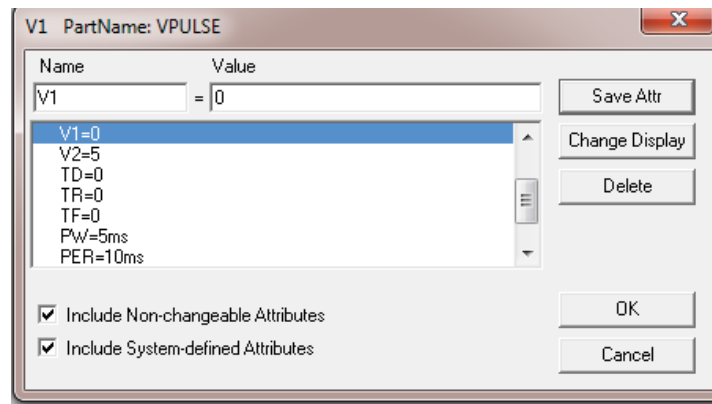 V1 PartName: VPULSE
Name Value
V1 = 0
Save Attr
V1=0
V2=5
TD=0
TR=0
TF=0
PW=5ms
PER=10ms
Change Display
Delete
Include Non-changeable Attributes
Include System-defined Attributes
OK
Cancel